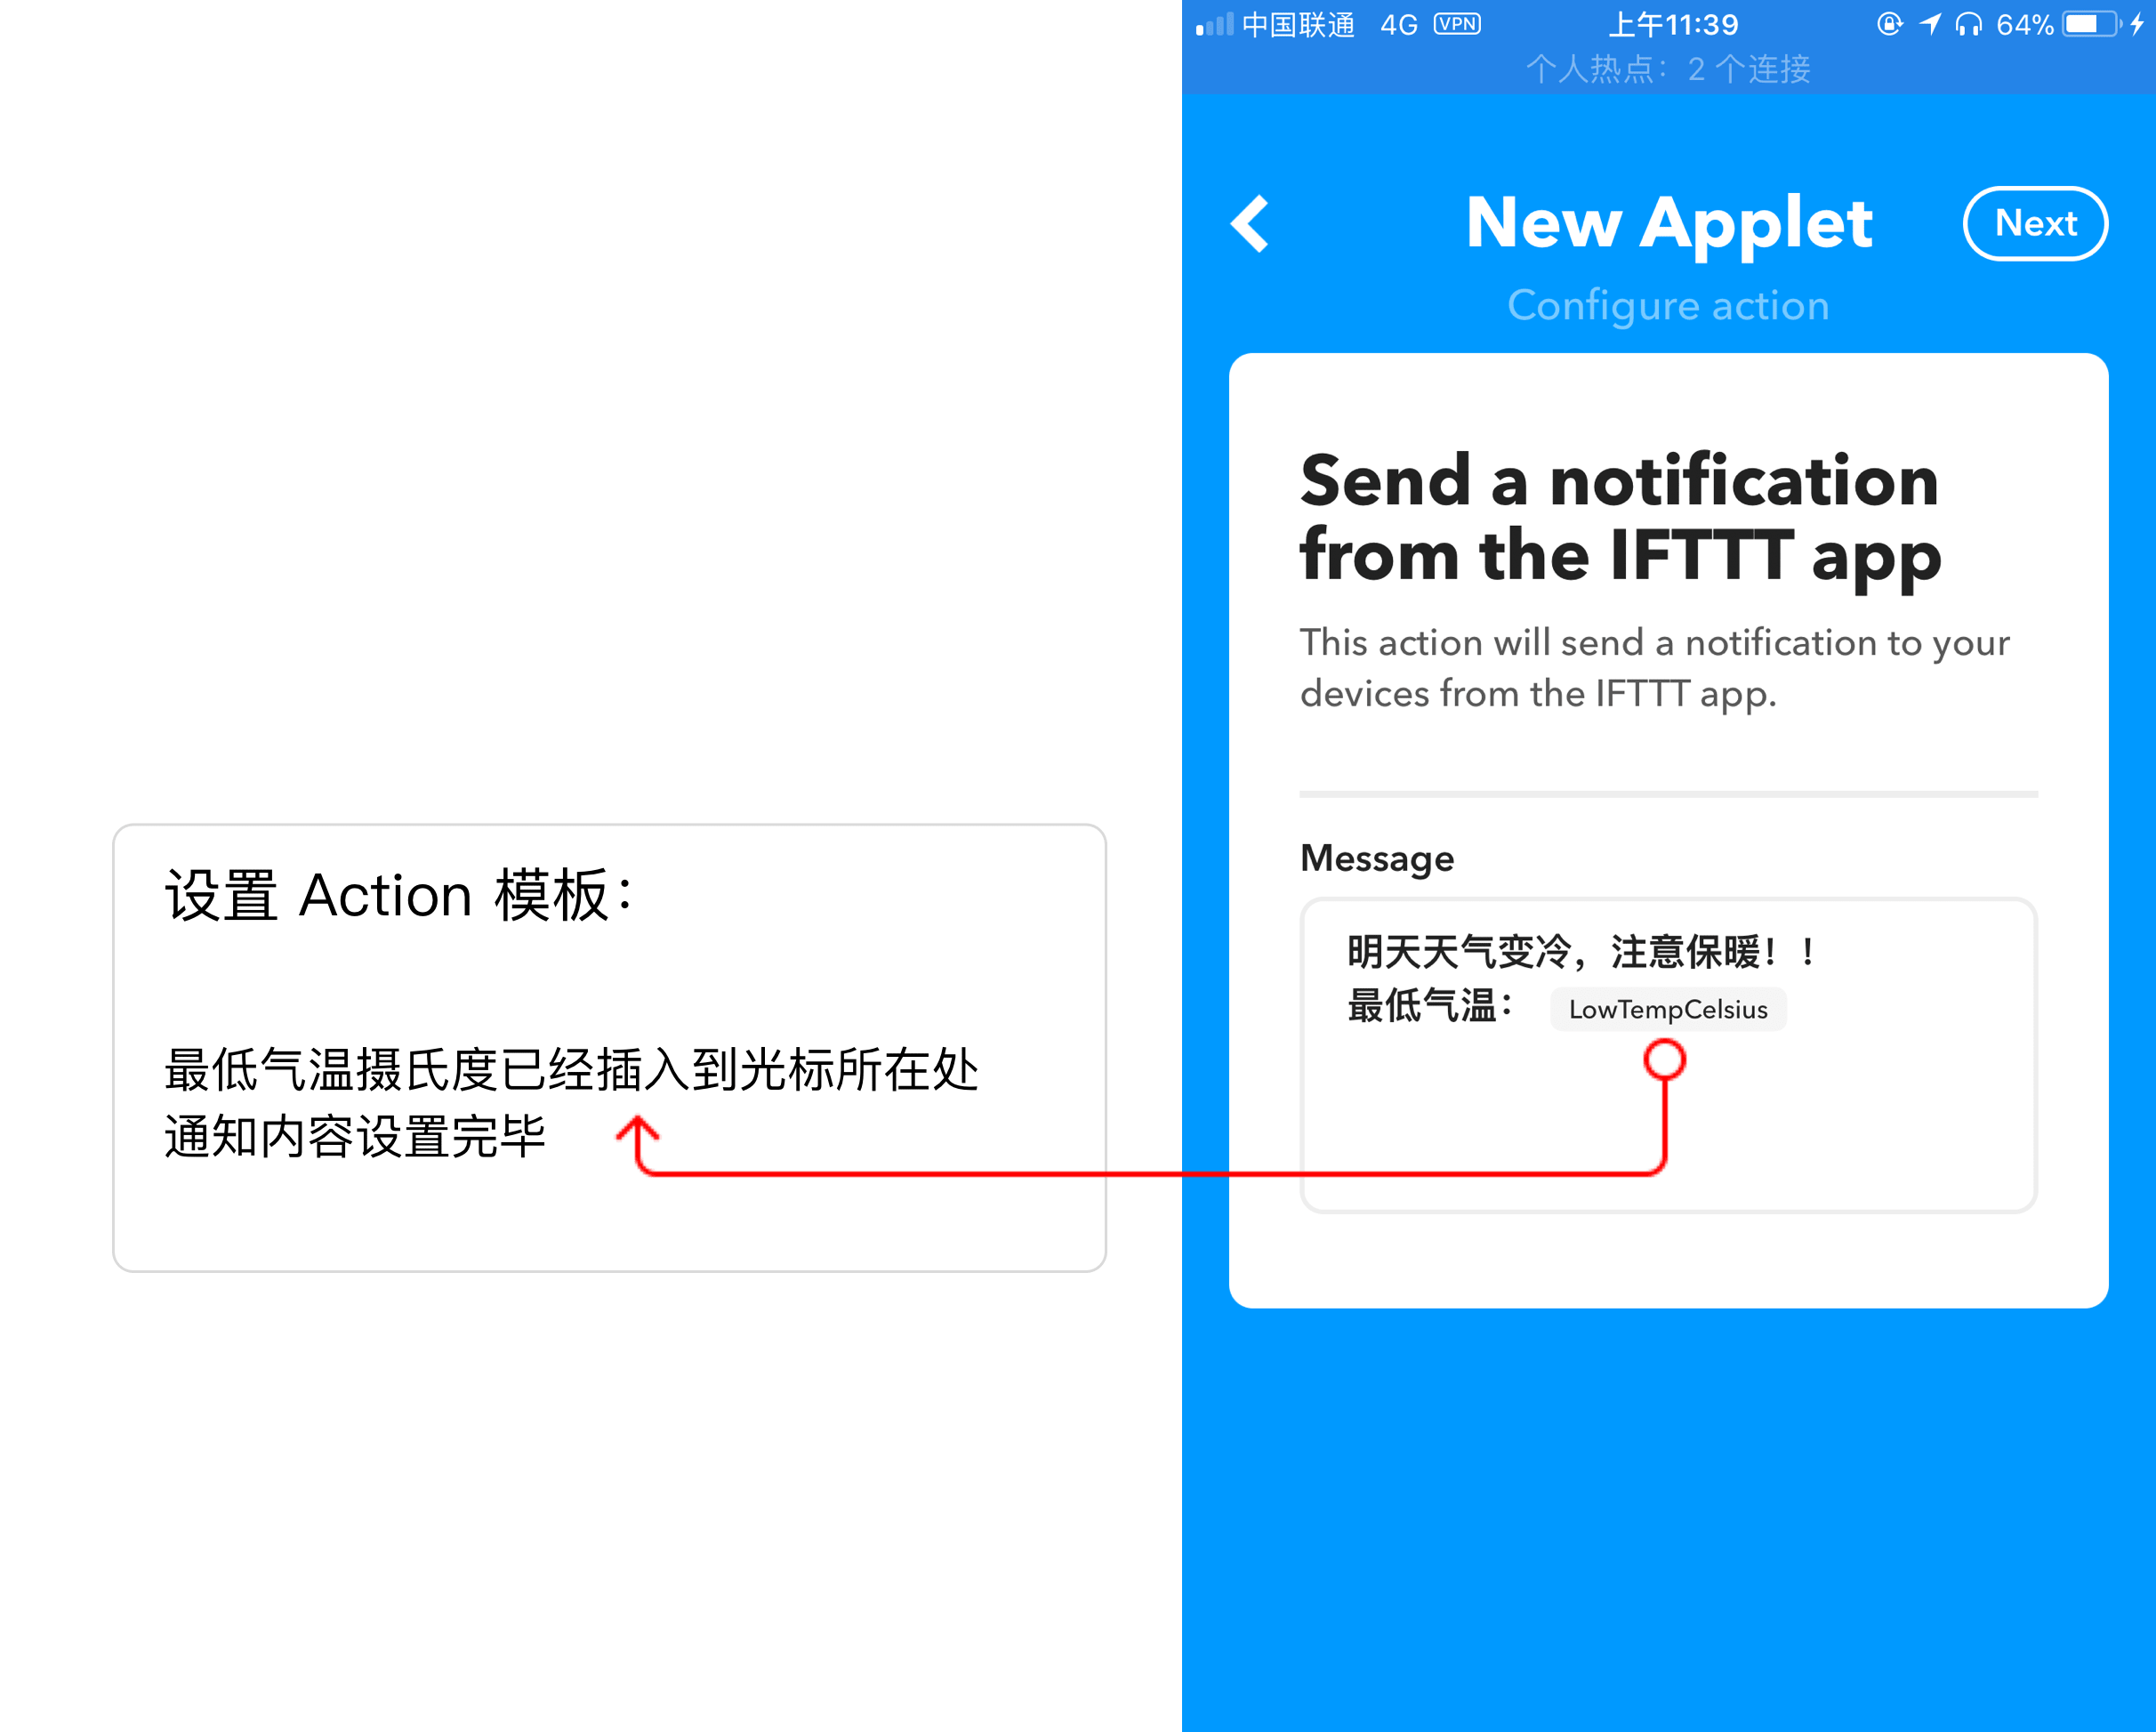 中国联通 4G VPN 上午11:39 64%
个人热点：2 个连接
New Applet
Next
Configure action
Send a notification
from the IFTTT app
This action will send a notification to your
devices from the IFTTT app.
Message
明天天气变冷，注意保暖！！
最低气温： LowTempCelsius
设置 Action 模板：
最低气温摄氏度已经插入到光标所在处
通知内容设置完毕